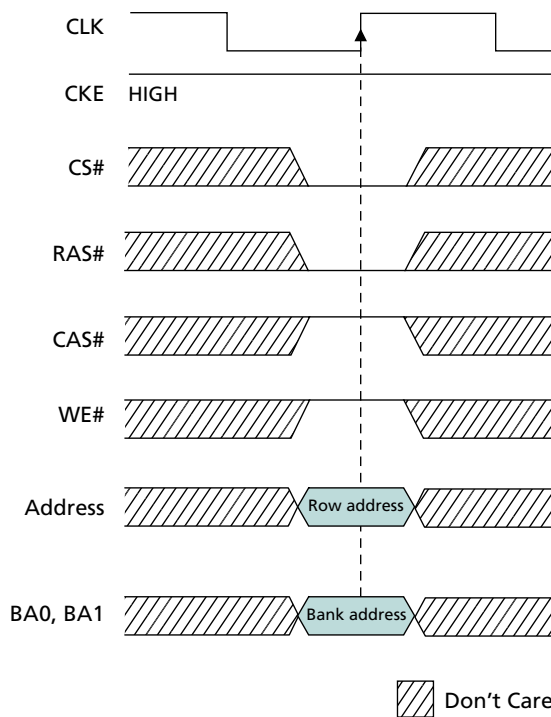 CLK
CKE HIGH
CS#
RAS#
CAS#
WE#
Address Row address
BA0, BA1 Bank address
Don't Care